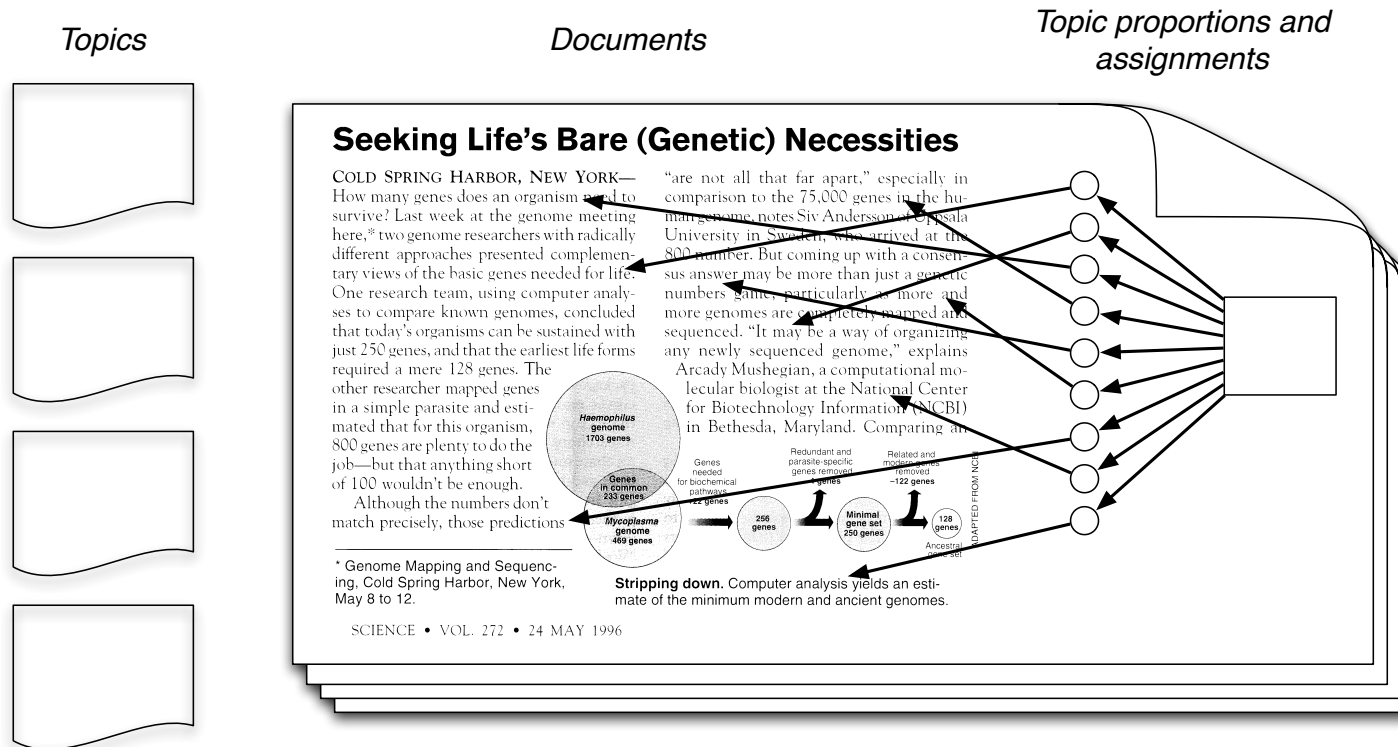 Topics
Documents
Topic proportions and
assignments
Seeking Life's Bare (Genetic) Necessities
COLD SPRING HARBOR, NEW YORK—
How many genes does an organism need to
survive? Last week at the genome meeting
here,* two genome researchers with radically
different approaches presented complemen-
tary views of the basic genes needed for life.
One research team, using computer analy-
ses to compare known genomes, concluded
that today's organisms can be sustained with
just 250 genes, and that the earliest life forms
required a mere 128 genes. The
other researcher mapped genes
in a simple parasite and esti-
mated that for this organism,
800 genes are plenty to do the
job—but that anything short
of 100 wouldn't be enough.
Although the numbers don't
match precisely, those predictions
* Genome Mapping and Sequenc-
ing, Cold Spring Harbor, New York,
May 8 to 12.
"are not all that far apart," especially in
comparison to the 75,000 genes in the hu-
man genome, notes Siv Andersson of Uppsala
University in Sweden, who arrived at the
800 number. But coming up with a consen-
sus answer may be more than just a genetic
numbers game, particularly as more and
more genomes are completely mapped and
sequenced. "It may be a way of organizing
any newly sequenced genome," explains
Arcady Mushegian, a computational mo-
lecular biologist at the National Center
for Biotechnology Information (NCBI)
in Bethesda, Maryland. Comparing an
Haemophilus
genome
1703 genes
Genes
in common
233 genes
Mycoplasma
genome
469 genes
Genes
needed
for biochemical
pathways
genes
256
genes
Redundant and
parasite-specific
genes removed
genes
Minimal
gene set
250 genes
Related and
modern genes
removed
–122 genes
128
genes
Ancestral
gene set
ADAPTED FROM NCBI
Stripping down. Computer analysis yields an esti-
mate of the minimum modern and ancient genomes.
SCIENCE • VOL. 272 • 24 MAY 1996